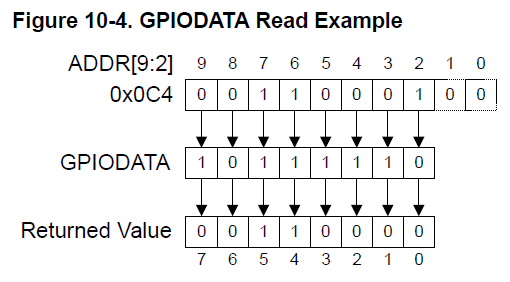 Figure 10-4. GPIODATA Read Example
ADDR[9:2] 9 8 7 6 5 4 3 2 1 0
0x0C4 0 0 1 1 0 0 0 1 0 0
GPIODATA 1 0 1 1 1 1 1 0
Returned Value 0 0 1 1 0 0 0 0
7 6 5 4 3 2 1 0